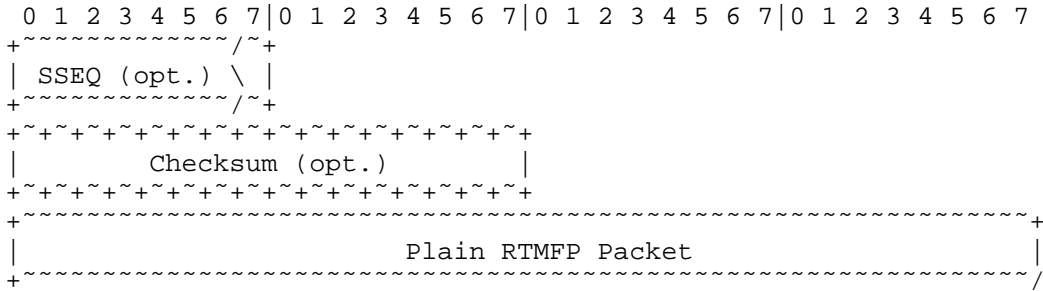 0 1 2 3 4 5 6 7|0 1 2 3 4 5 6 7|0 1 2 3 4 5 6 7|0 1 2 3 4 5 6 7
+~~~~~~~~~~~~~/~+
| SSEQ (opt.) \ |
+~~~~~~~~~~~~~/~+
+~+~+~+~+~+~+~+~+~+~+~+~+~+~+~+~+
|        Checksum (opt.)        |
+~+~+~+~+~+~+~+~+~+~+~+~+~+~+~+~+
+~~~~~~~~~~~~~~~~~~~~~~~~~~~~~~~~~~~~~~~~~~~~~~~~~~~~~~~~~~~~~~~+
|                        Plain RTMFP Packet                     |
+~~~~~~~~~~~~~~~~~~~~~~~~~~~~~~~~~~~~~~~~~~~~~~~~~~~~~~~~~~~~~~~/